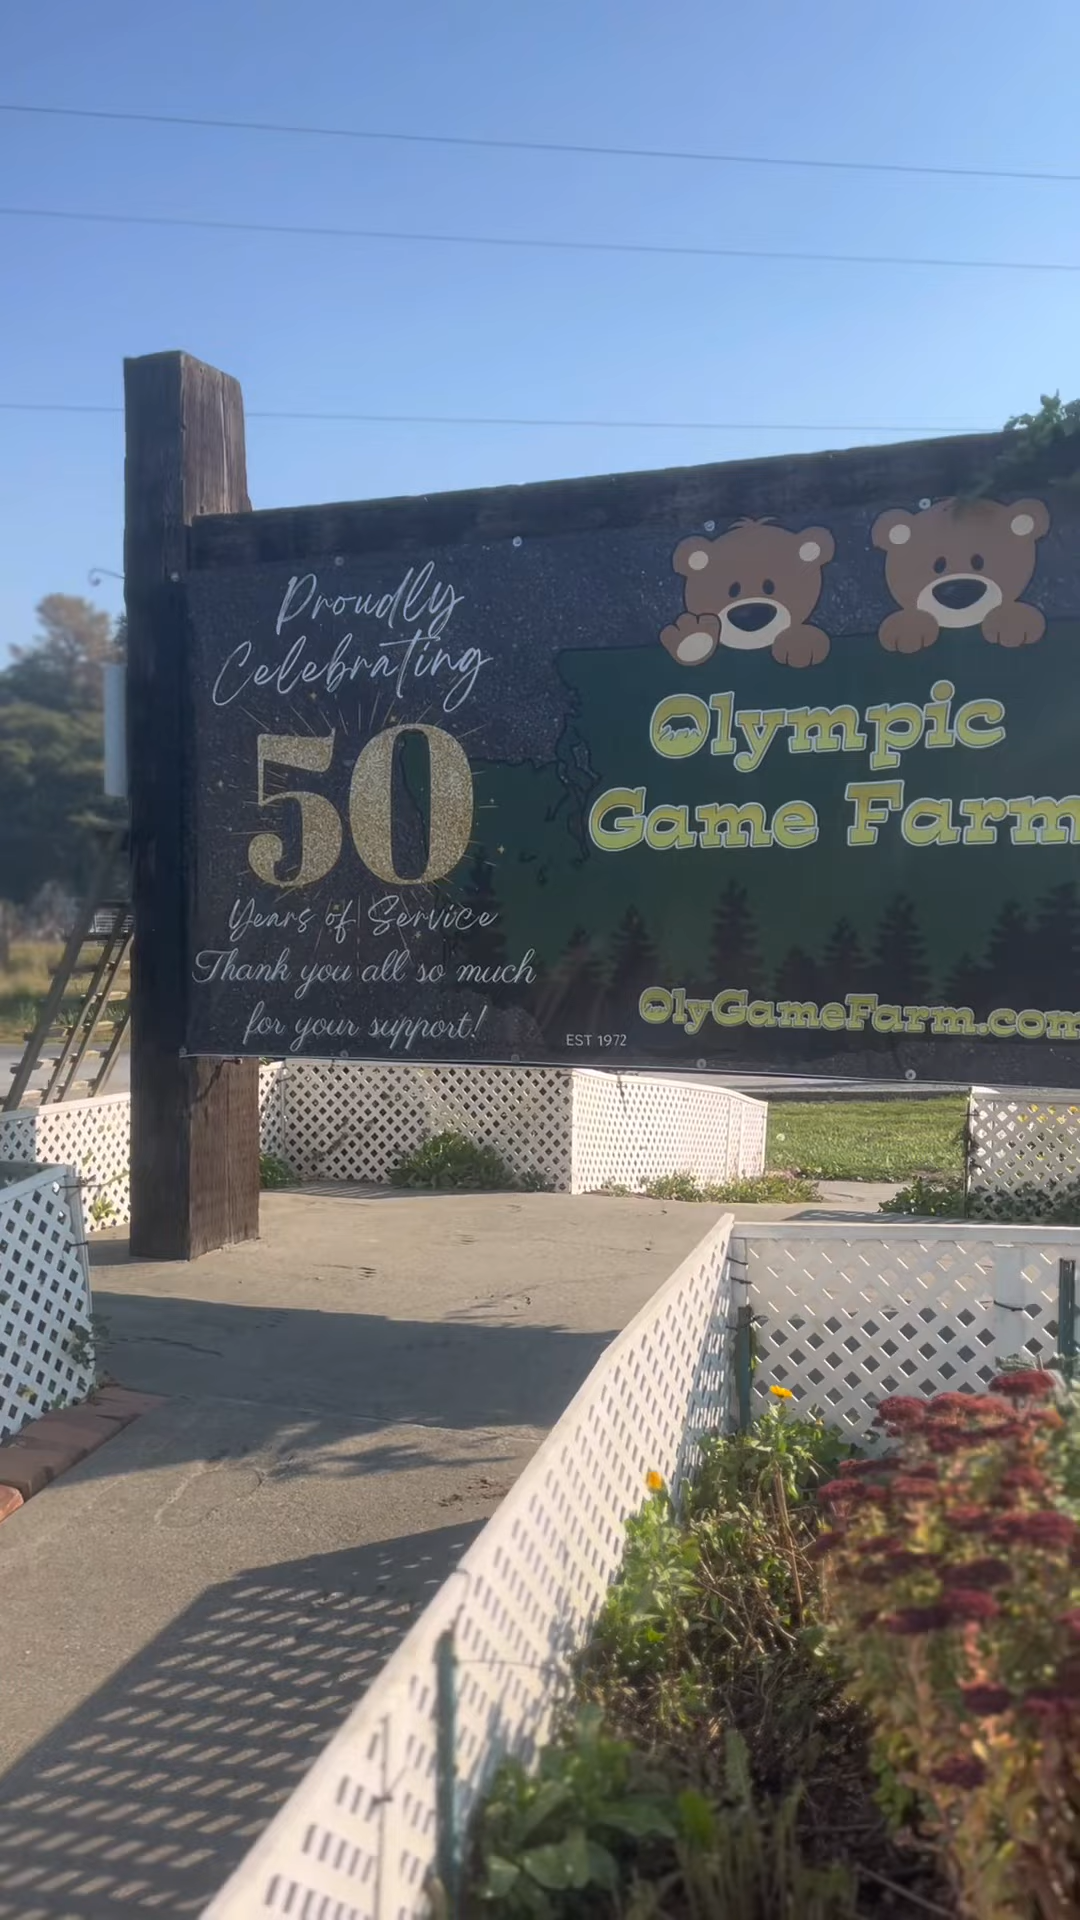 Proudly
Celebrating
50
Years of Service
Thank you all so much
for your support!
EST 1972
Olympic
Game Farm
OlyGameFarm.com